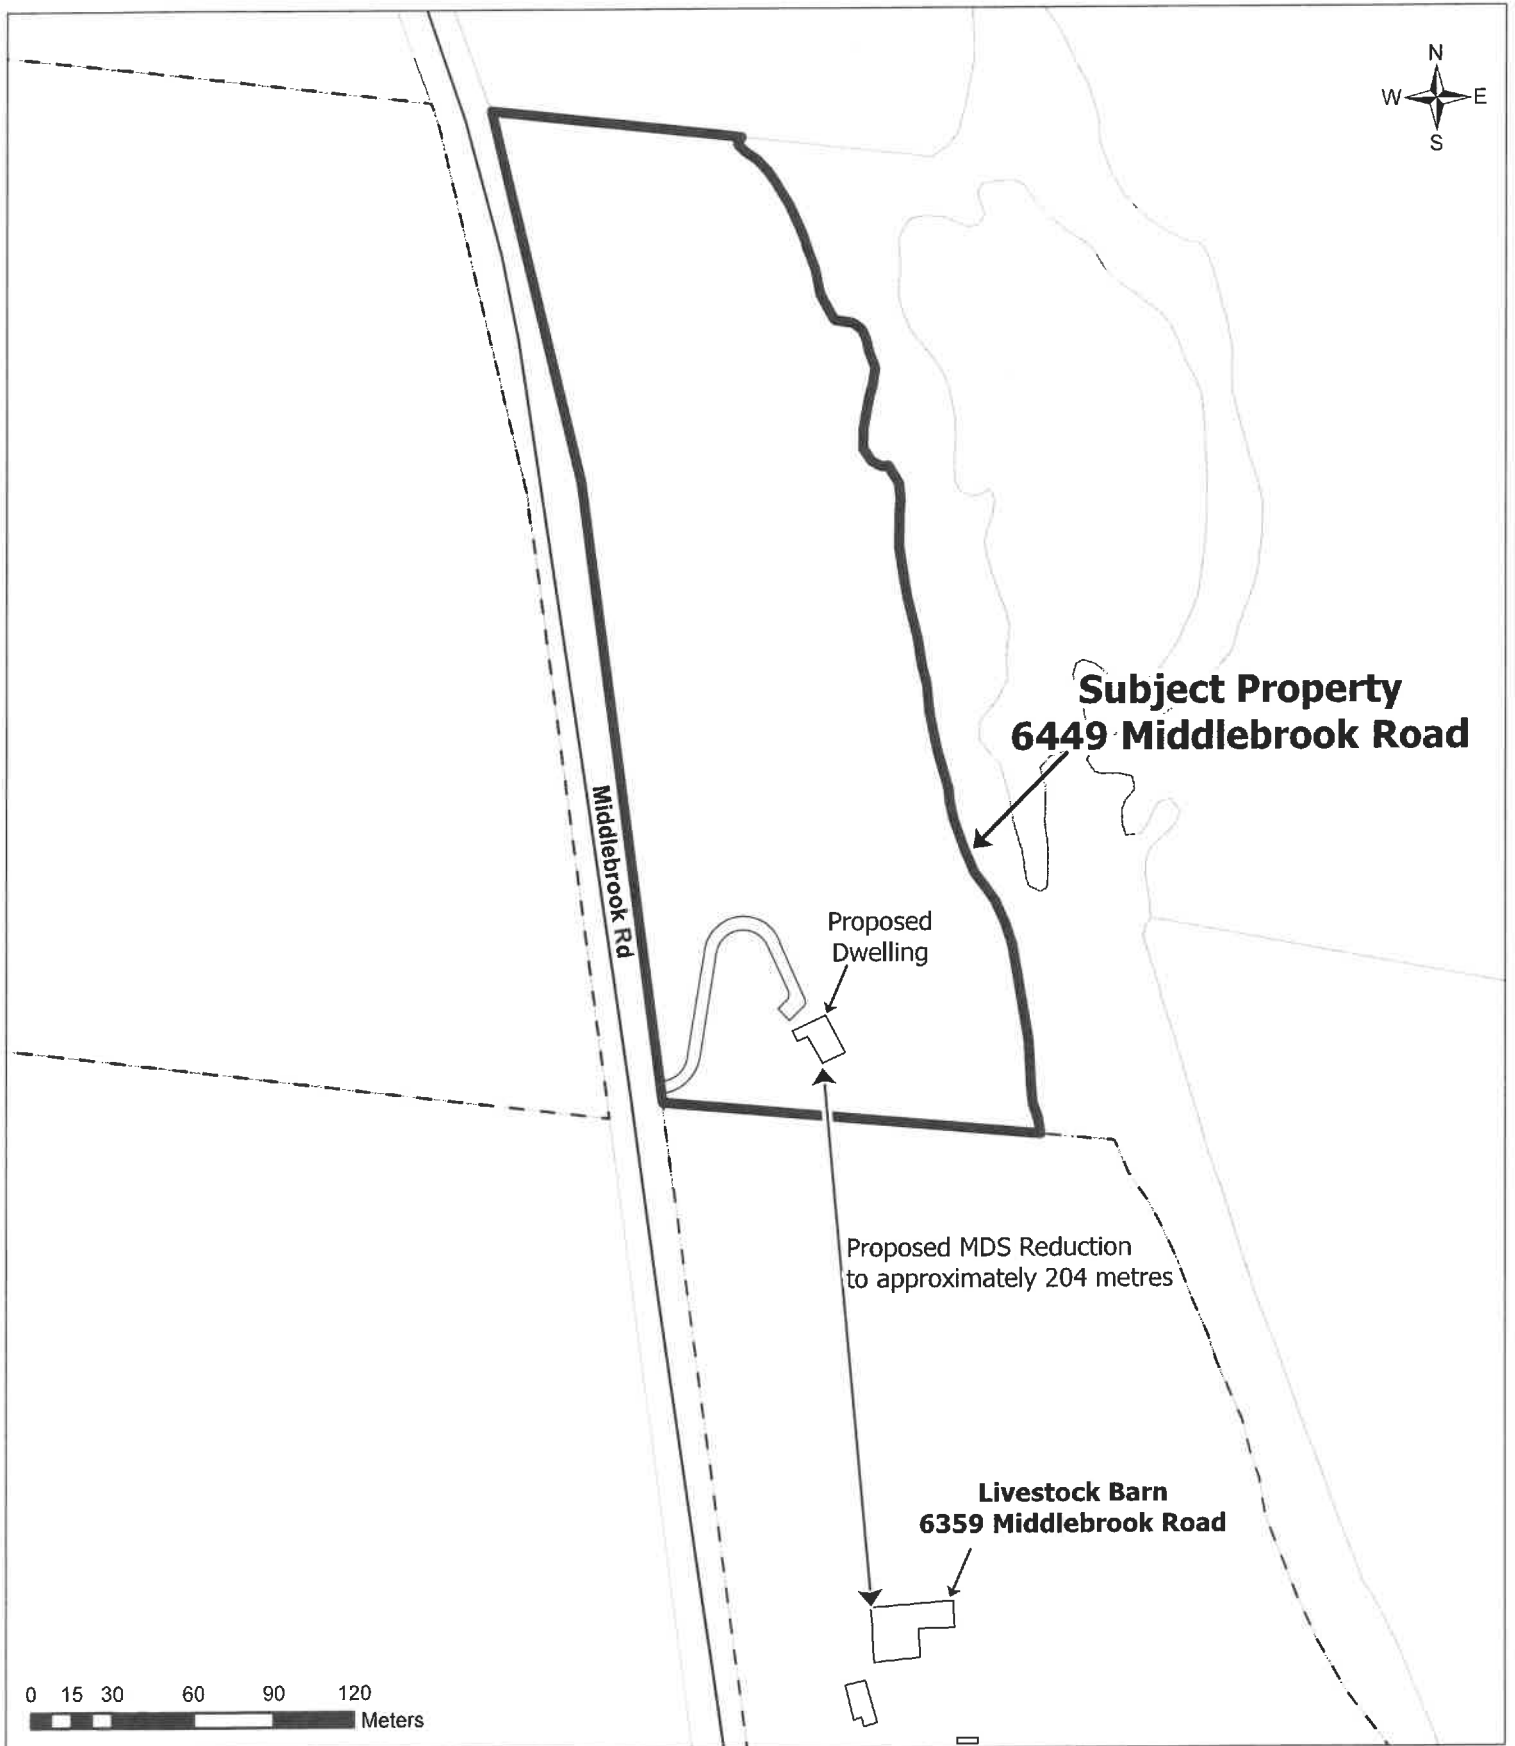 N
W E
S
Subject Property
6449 Middlebrook Road
Middlebrook Rd
Proposed
Dwelling
Proposed MDS Reduction
to approximately 204 metres
Livestock Barn
6359 Middlebrook Road
0 15 30 60 90 120
Meters